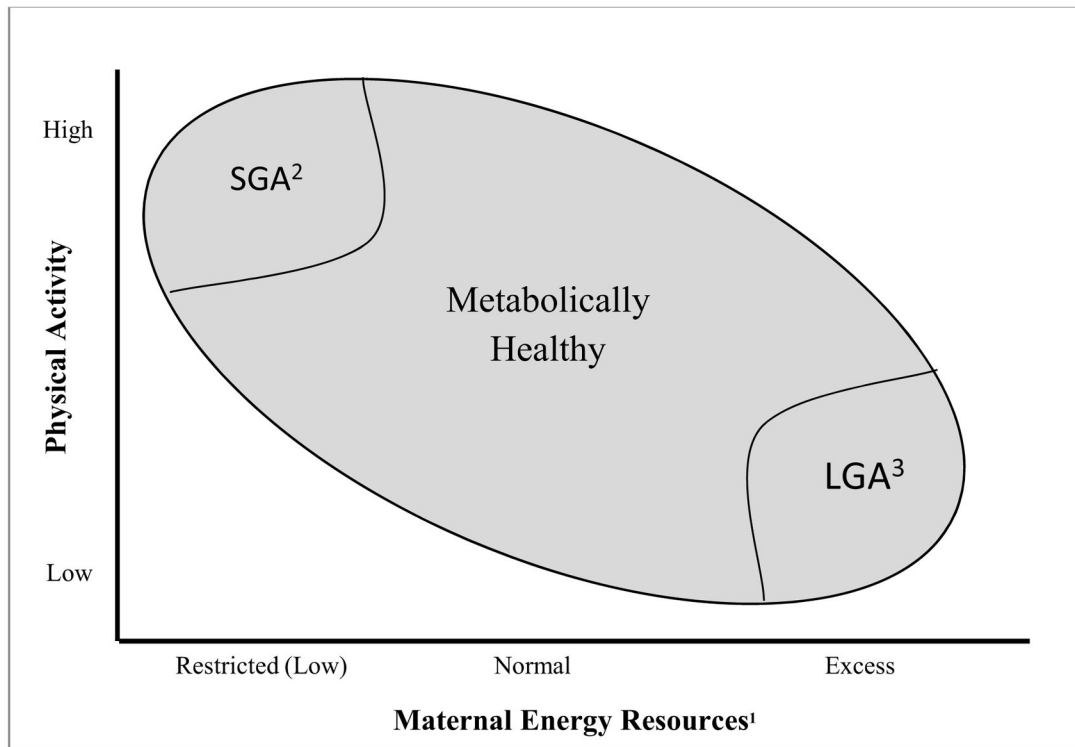 High
SGA²
Physical Activity
Metabolically
Healthy
LGA³
Low
Restricted (Low)
Normal
Excess
Maternal Energy Resources¹